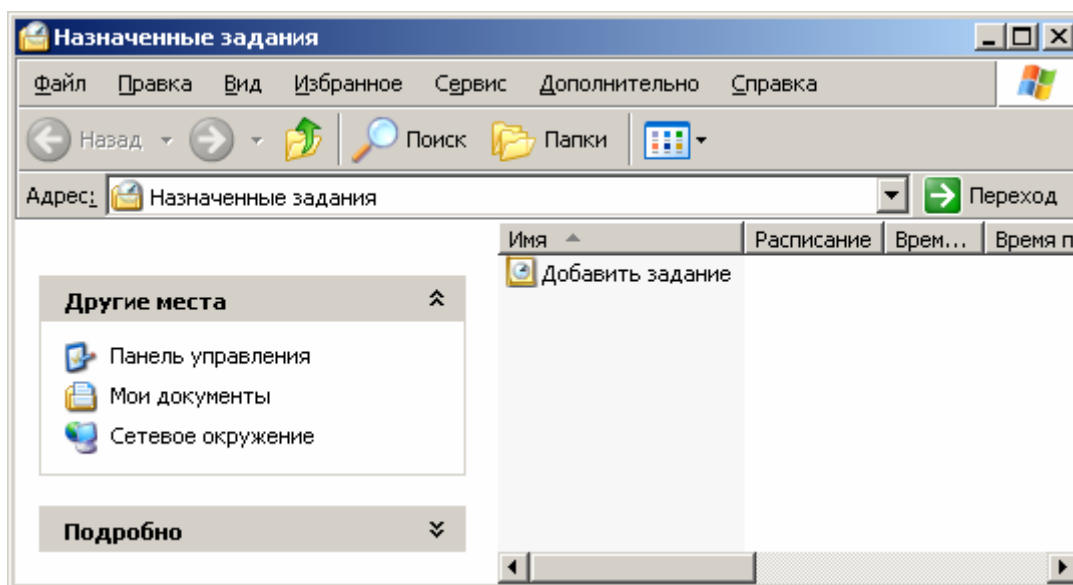 Назначенные задания
Файл Правка Вид Избранное Сервис Дополнительно Справка
Назад Поиск Папки
Адрес: Назначенные задания Переход
Имя Расписание Врем... Время п
Добавить задание
Другие места
Панель управления
Мои документы
Сетевое окружение
Подробно